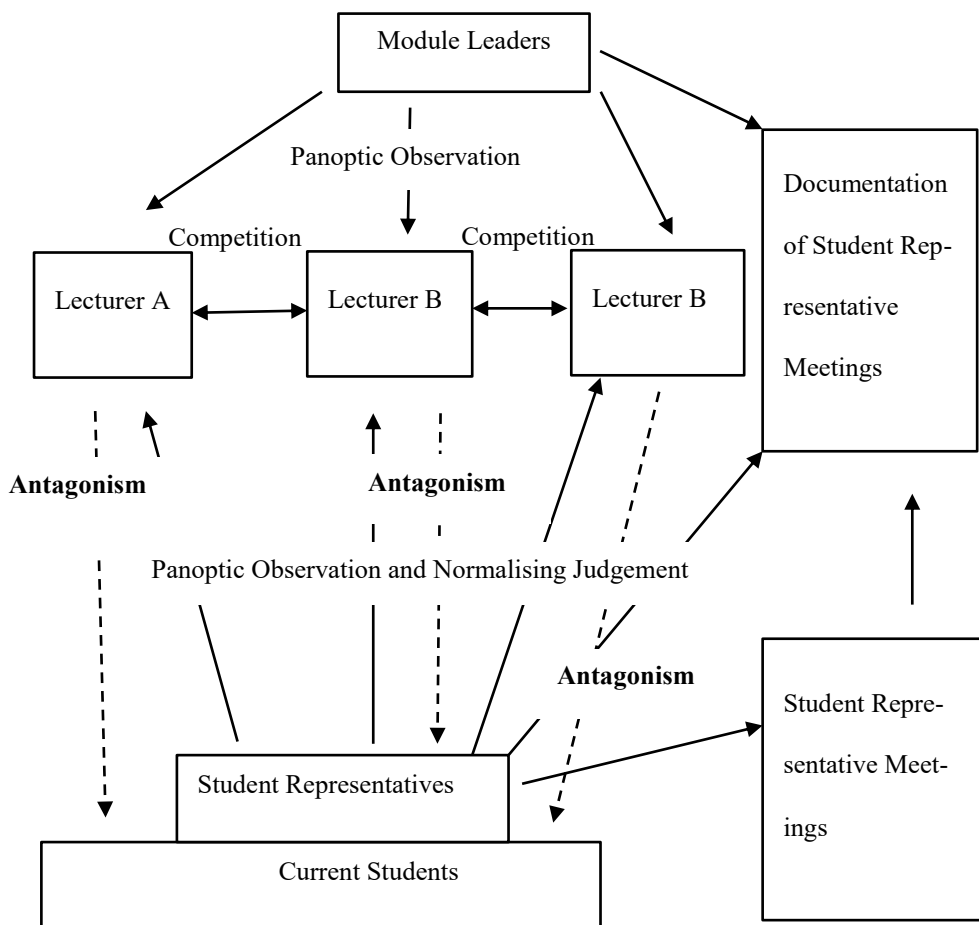 Module Leaders
Panoptic Observation
Documentation
of Student Rep-
resentative
Meetings
Competition
Competition
Lecturer A
Lecturer B
Lecturer B
Antagonism
Antagonism
Panoptic Observation and Normalising Judgement
Antagonism
Student Repre-
sentative Meet-
ings
Student Representatives
Current Students